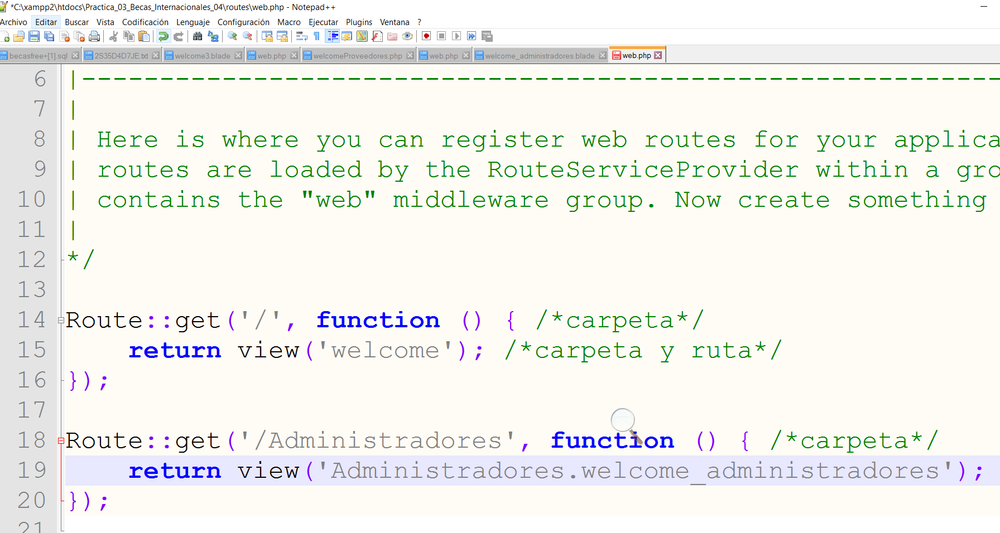 *C:\xampp2\htdocs\Practica_03_Becas_Internacionales_04\routes\web.php - Notepad++
Archivo Editar Buscar Vista Codificación Lenguaje Configuración Macro Ejecutar Plugins Ventana ?
becasfree+[1].sql 2S35D4D7JE.txt welcome3.blade web.php welcomeProveedores.php web.php welcome_administradores.blade web.php
6 |------------------------------------------------------------
7 |
8 | Here is where you can register web routes for your applica
9 | routes are loaded by the RouteServiceProvider within a gro
10 | contains the "web" middleware group. Now create something
11 |
12 */
13
14 Route::get('/', function () { /*carpeta*/
15 return view('welcome'); /*carpeta y ruta*/
16 });
17
18 Route::get('/Administradores', function () { /*carpeta*/
19 return view('Administradores.welcome_administradores');
20 });
21